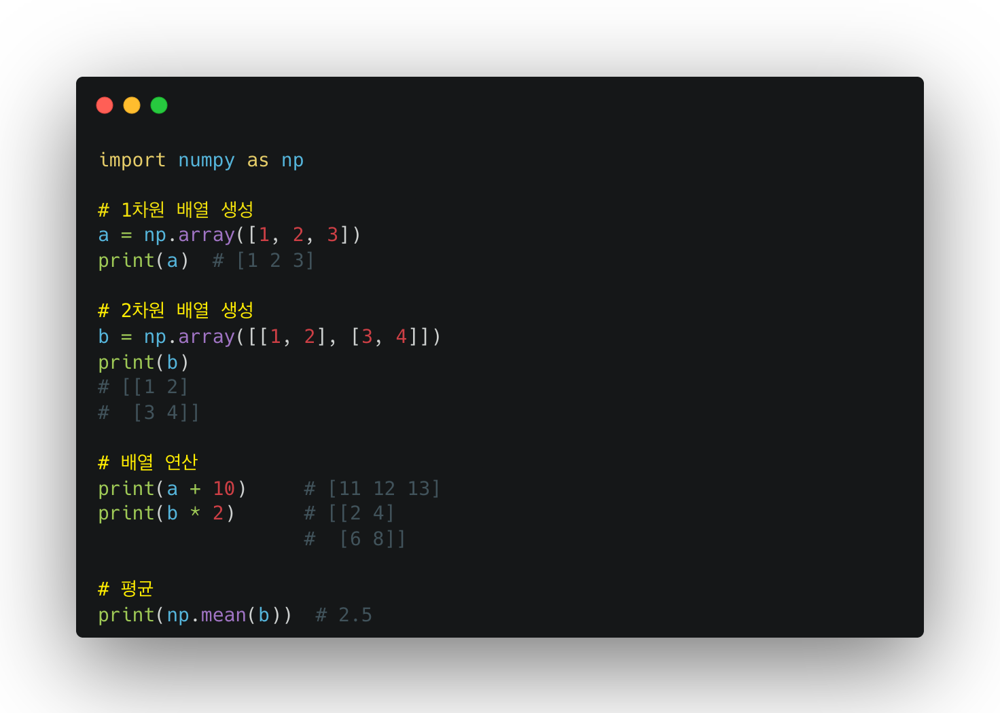 import numpy as np
# 1차원 배열 생성
a = np.array([1, 2, 3])
print(a)  # [1 2 3]
# 2차원 배열 생성
b = np.array([[1, 2], [3, 4]])
print(b)
# [[1 2]
#  [3 4]]
# 배열 연산
print(a + 10)     # [11 12 13]
print(b * 2)      # [[2 4]
                  #  [6 8]]
# 평균
print(np.mean(b))  # 2.5